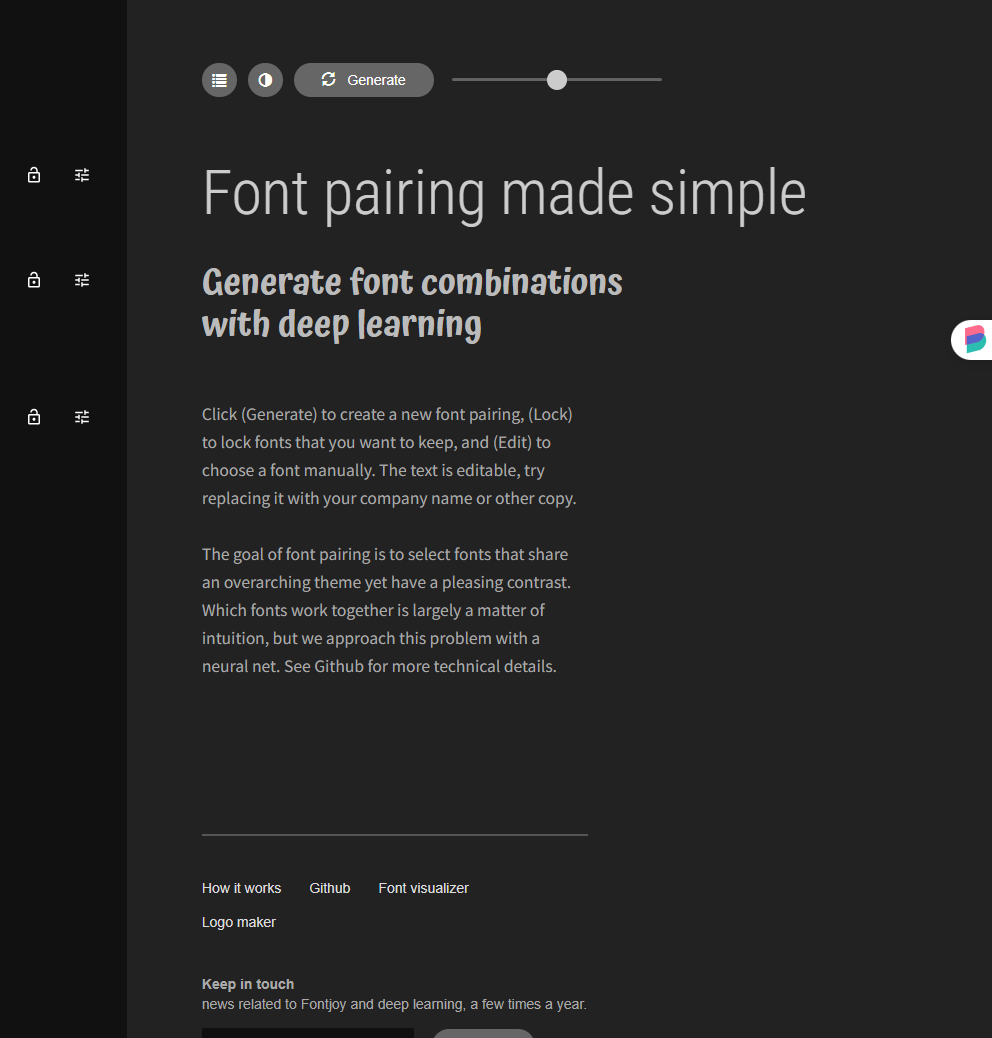 Generate
Font pairing made simple
Generate font combinations
with deep learning
Click (Generate) to create a new font pairing, (Lock)
to lock fonts that you want to keep, and (Edit) to
choose a font manually. The text is editable, try
replacing it with your company name or other copy.
The goal of font pairing is to select fonts that share
an overarching theme yet have a pleasing contrast.
Which fonts work together is largely a matter of
intuition, but we approach this problem with a
neural net. See Github for more technical details.
How it works Github Font visualizer
Logo maker
Keep in touch
news related to Fontjoy and deep learning, a few times a year.